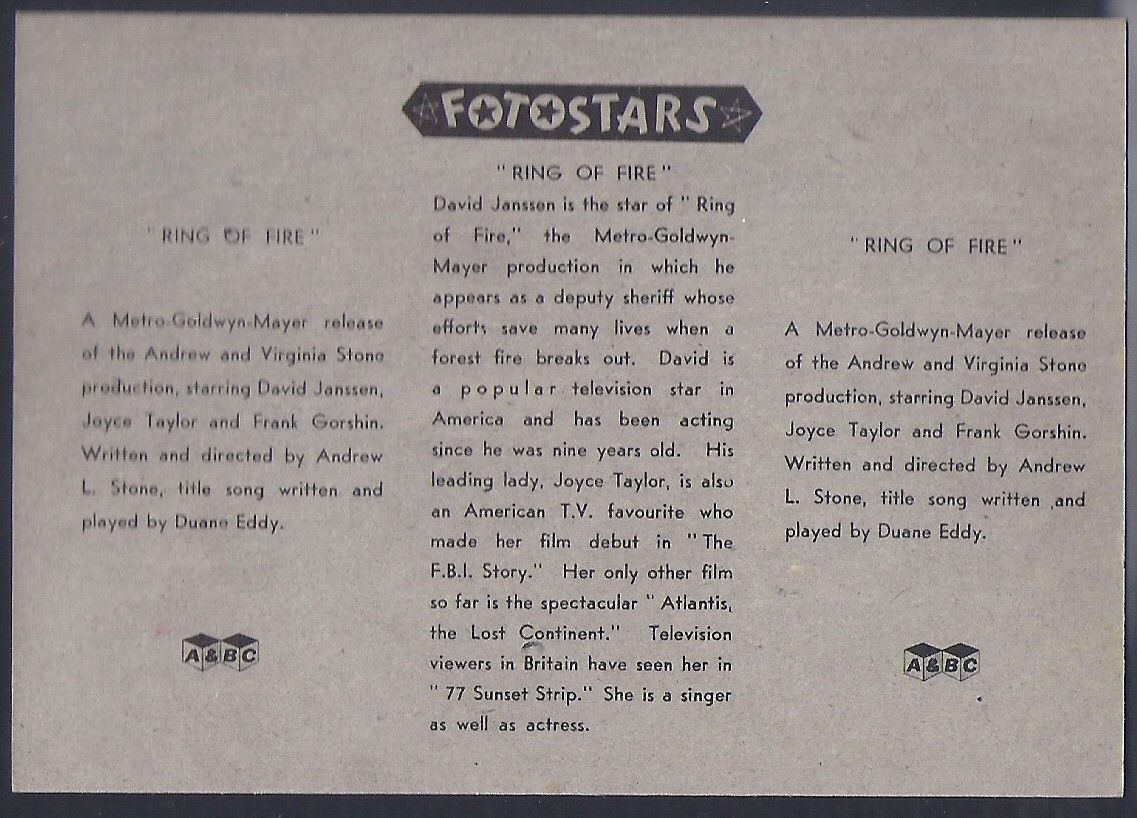 FOTOSTARS
"RING OF FIRE"
A Metro-Goldwyn-Mayer release
of the Andrew and Virginia Stone
production, starring David Janssen,
Joyce Taylor and Frank Gorshin.
Written and directed by Andrew
L. Stone, title song written and
played by Duane Eddy.
A&BC
"RING OF FIRE"
David Janssen is the star of "Ring
of Fire," the Metro-Goldwyn-
Mayer production in which he
appears as a deputy sheriff whose
efforts save many lives when a
forest fire breaks out. David is
a popular television star in
America and has been acting
since he was nine years old. His
leading lady, Joyce Taylor, is also
an American T.V. favourite who
made her film debut in "The
F.B.I. Story." Her only other film
so far is the spectacular "Atlantis,
the Lost Continent." Television
viewers in Britain have seen her in
"77 Sunset Strip." She is a singer
as well as actress.
"RING OF FIRE"
A Metro-Goldwyn-Mayer release
of the Andrew and Virginia Stone
production, starring David Janssen,
Joyce Taylor and Frank Gorshin.
Written and directed by Andrew
L. Stone, title song written and
played by Duane Eddy.
A&BC